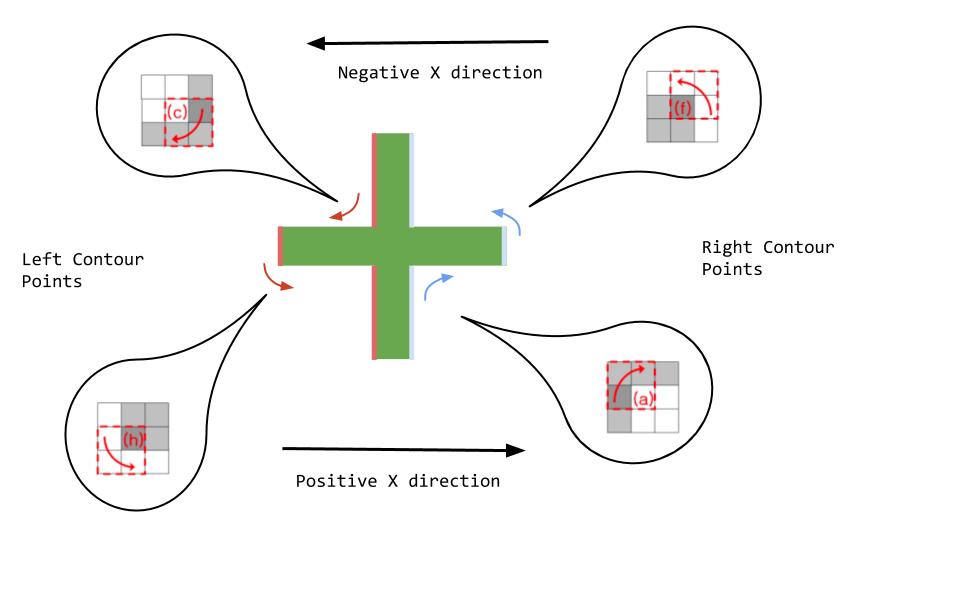 Negative X direction
(c)
(f)
Left Contour
Points
Right Contour
Points
(h)
(a)
Positive X direction